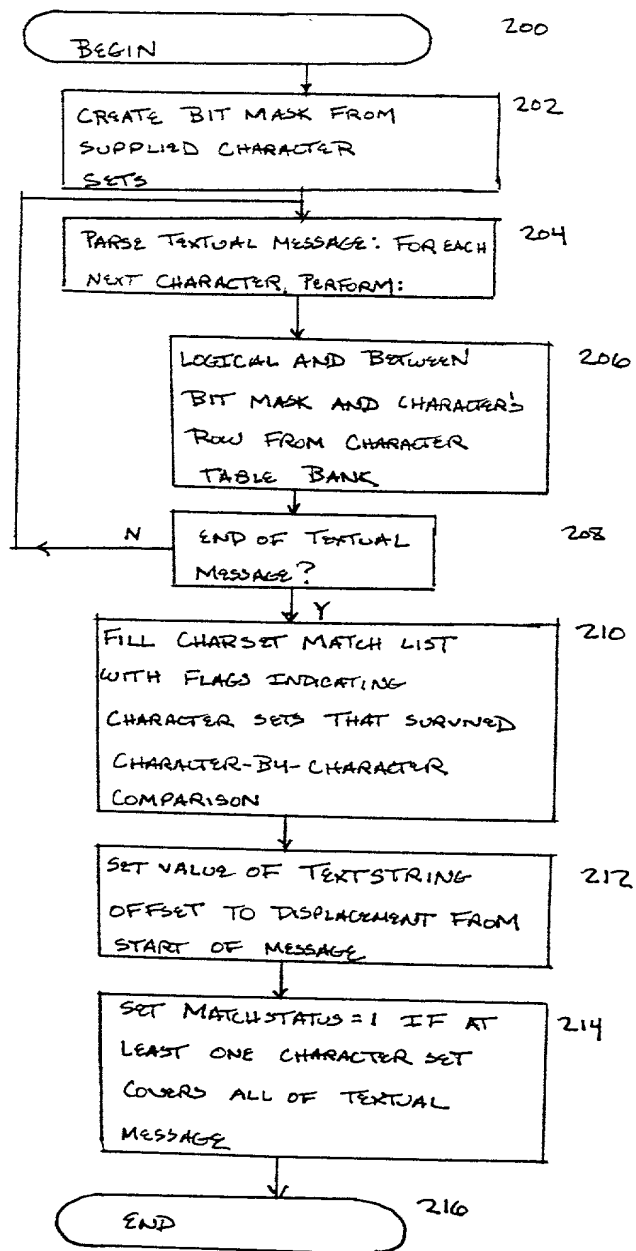 200
BEGIN
202
CREATE BIT MASK FROM
SUPPLIED CHARACTER
SETS
204
PARSE TEXTUAL MESSAGE: FOR EACH
NEXT CHARACTER, PERFORM:
206
LOGICAL AND BETWEEN
BIT MASK AND CHARACTER'S
ROW FROM CHARACTER
TABLE BANK
N
208
END OF TEXTUAL
MESSAGE?
Y
210
FILL CHARSET MATCH LIST
WITH FLAGS INDICATING
CHARACTER SETS THAT SURVIVED
CHARACTER-BY-CHARACTER
COMPARISON
212
SET VALUE OF TEXTSTRING
OFFSET TO DISPLACEMENT FROM
START OF MESSAGE
214
SET MATCHSTATUS=1 IF AT
LEAST ONE CHARACTER SET
COVERS ALL OF TEXTUAL
MESSAGE
216
END